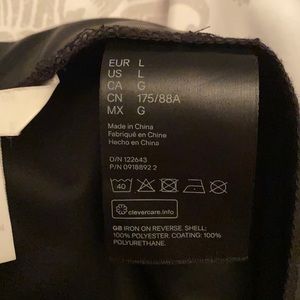 EUR L
US L
CA G
CN 175/88A
MX G
Made in China
Fabriqué en Chine
Hecho en China
O/N 122643
P/N 0918892 2
40
clevercare.info
GB IRON ON REVERSE. SHELL:
100% POLYESTER. COATING: 100%
POLYURETHANE.